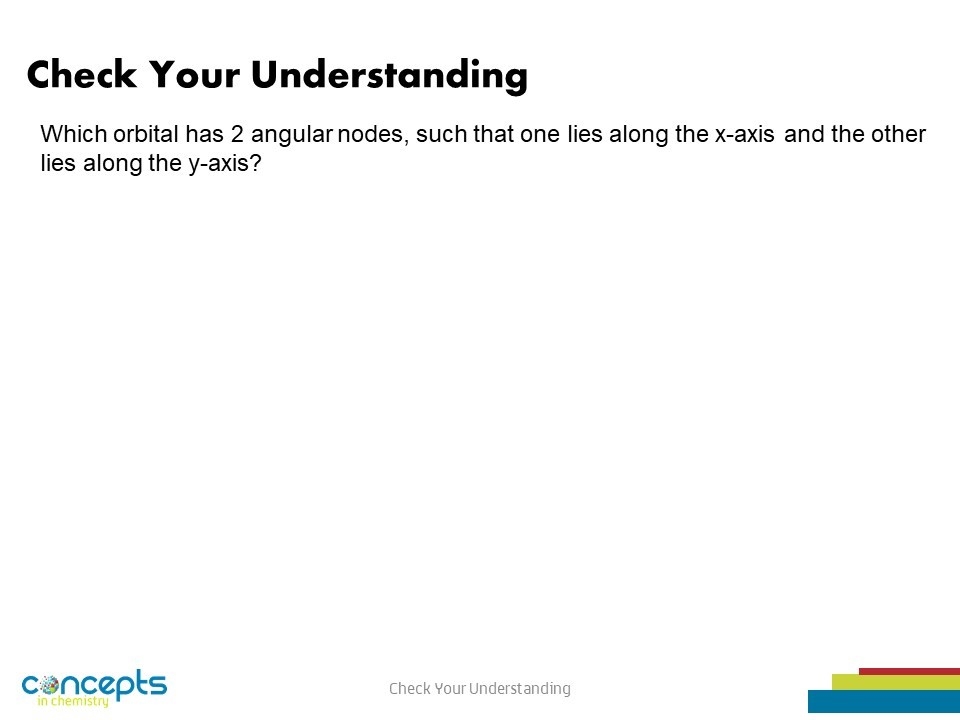 Check Your Understanding
Which orbital has 2 angular nodes, such that one lies along the x-axis and the other
lies along the y-axis?
concepts
in chemistry
Check Your Understanding